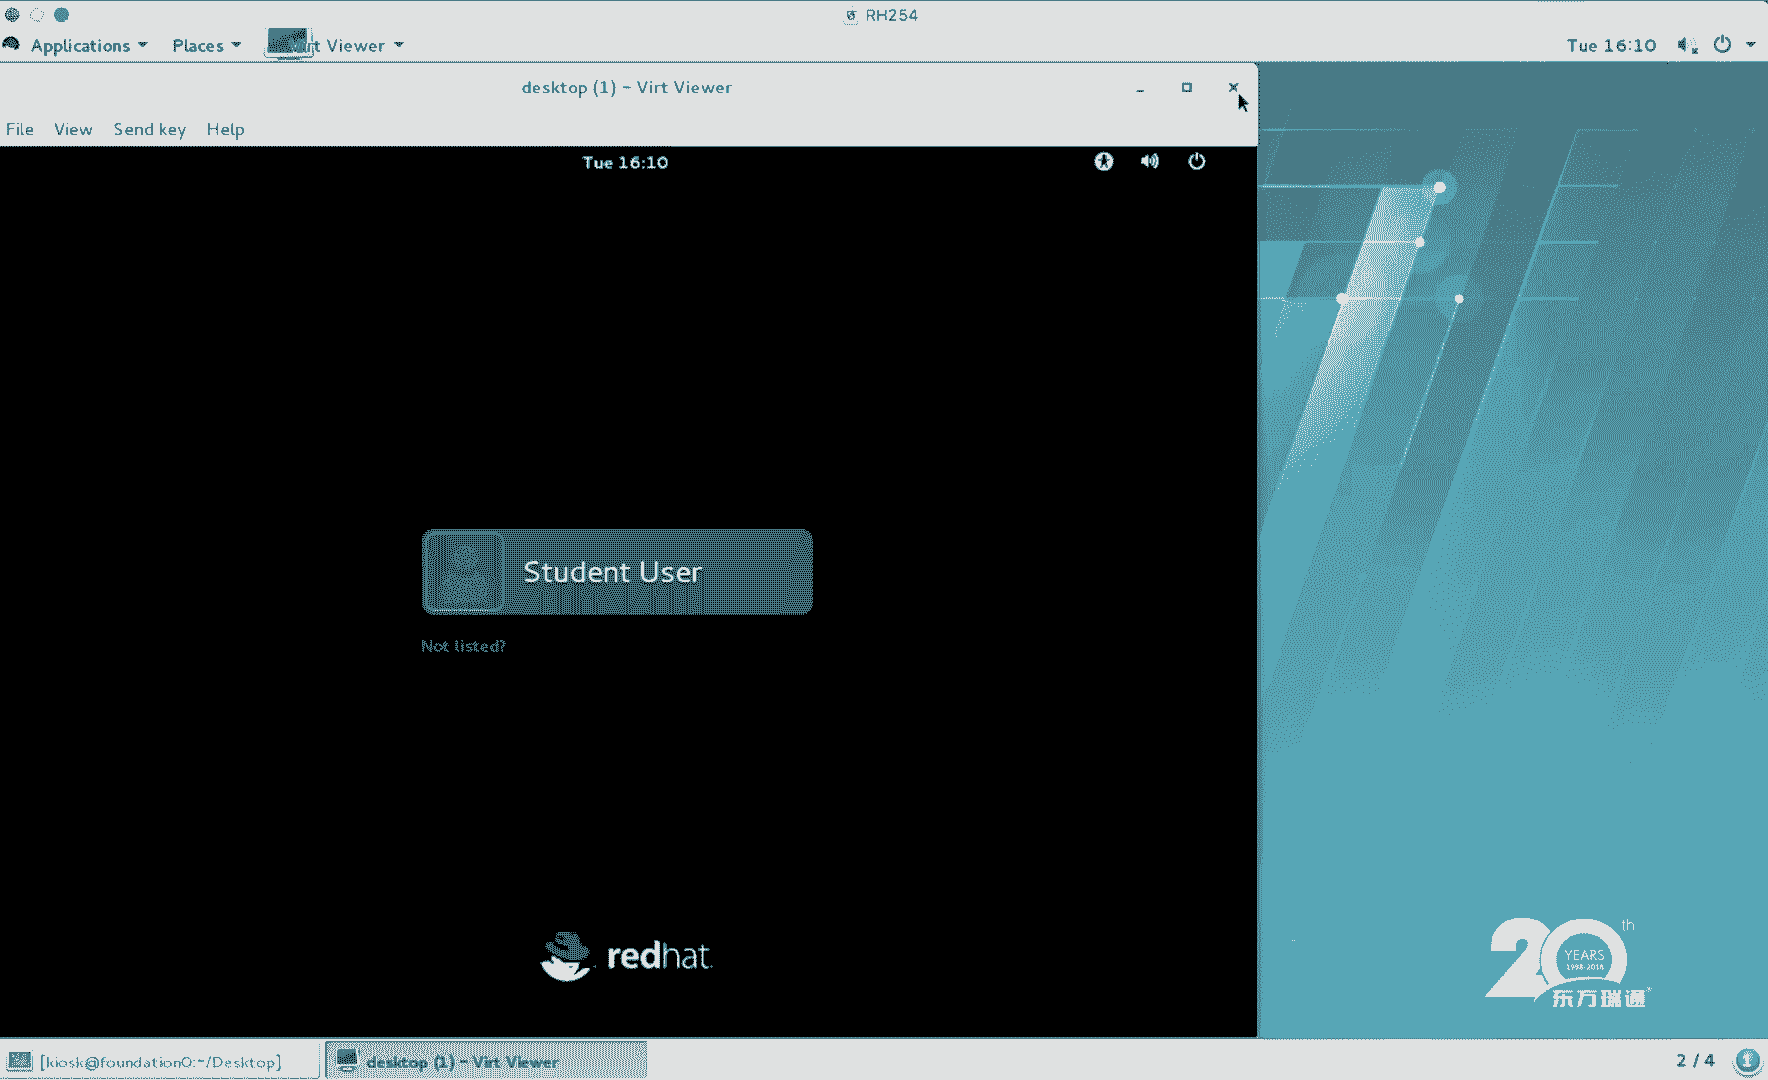 RH254
Applications Places Virt Viewer Tue 16:10
desktop (1) - Virt Viewer
File View Send key Help
Tue 16:10
Student User
Not listed?
redhat.
20th
YEARS
1998-2018
东方瑞通
[kiosk@foundation0:~/Desktop] desktop (1) - Virt Viewer 2 / 4 1